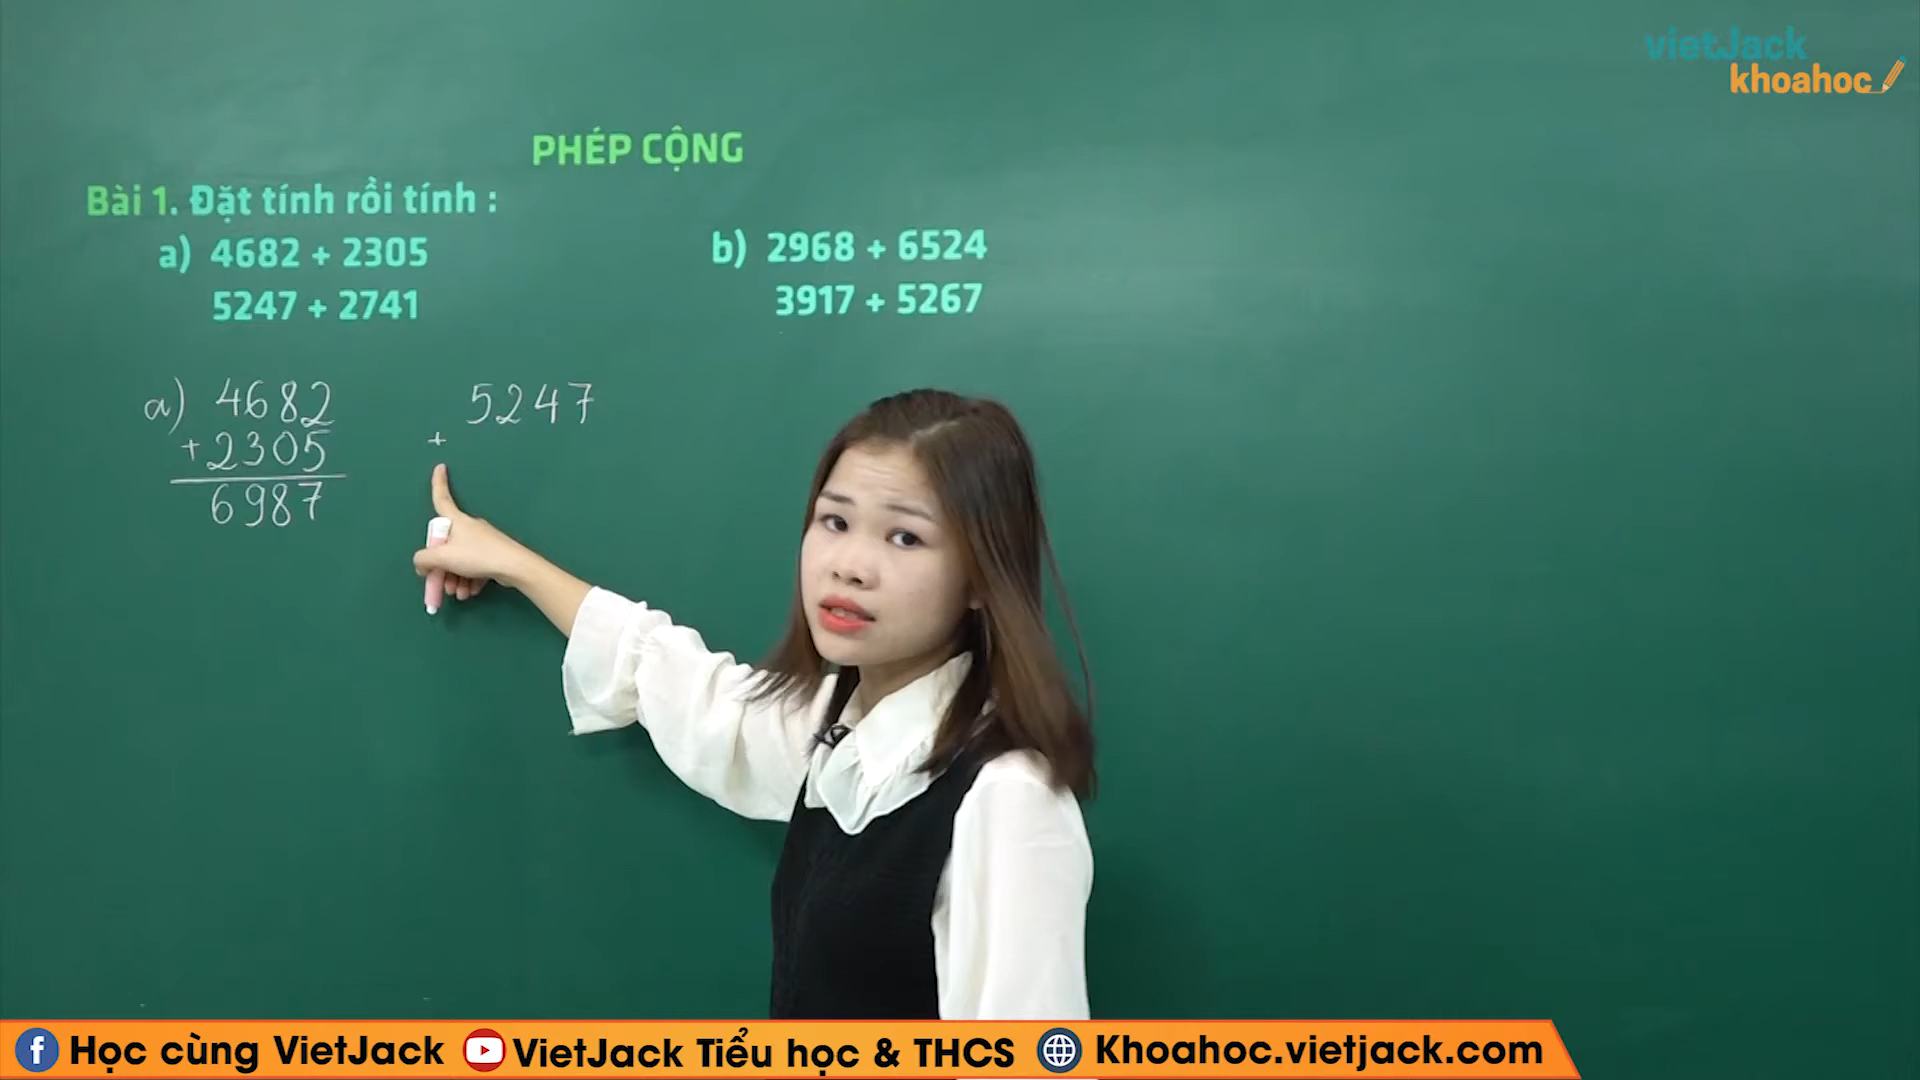 vietJack
khoahoc
PHÉP CỘNG
Bài 1. Đặt tính rồi tính :
a) 4682 + 2305
5247 + 2741
b) 2968 + 6524
3917 + 5267
a) 4682
+ 2305
6987
5247
+
Học cùng VietJack
VietJack Tiểu học & THCS
Khoahoc.vietjack.com